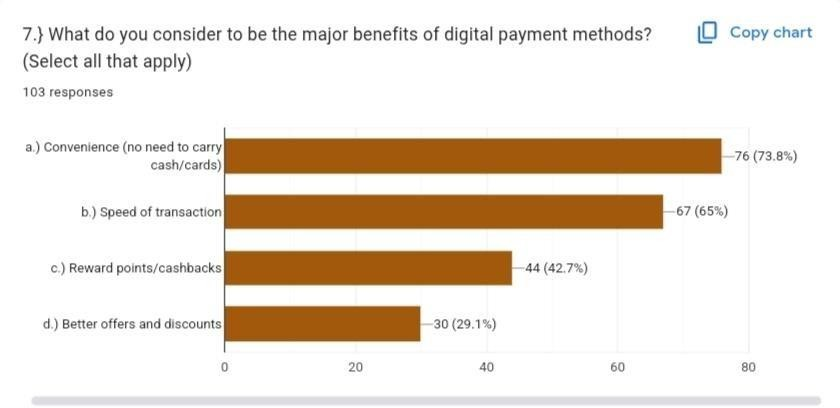 7.} What do you consider to be the major benefits of digital payment methods?
Copy chart
(Select all that apply)
103 responses
a.) Convenience (no need to carry
cash/cards)
76 (73.8%)
b.) Speed of transaction
67 (65%)
c.) Reward points/cashbacks
44 (42.7%)
d.) Better offers and discounts
30 (29.1%)
0
20
40
60
80